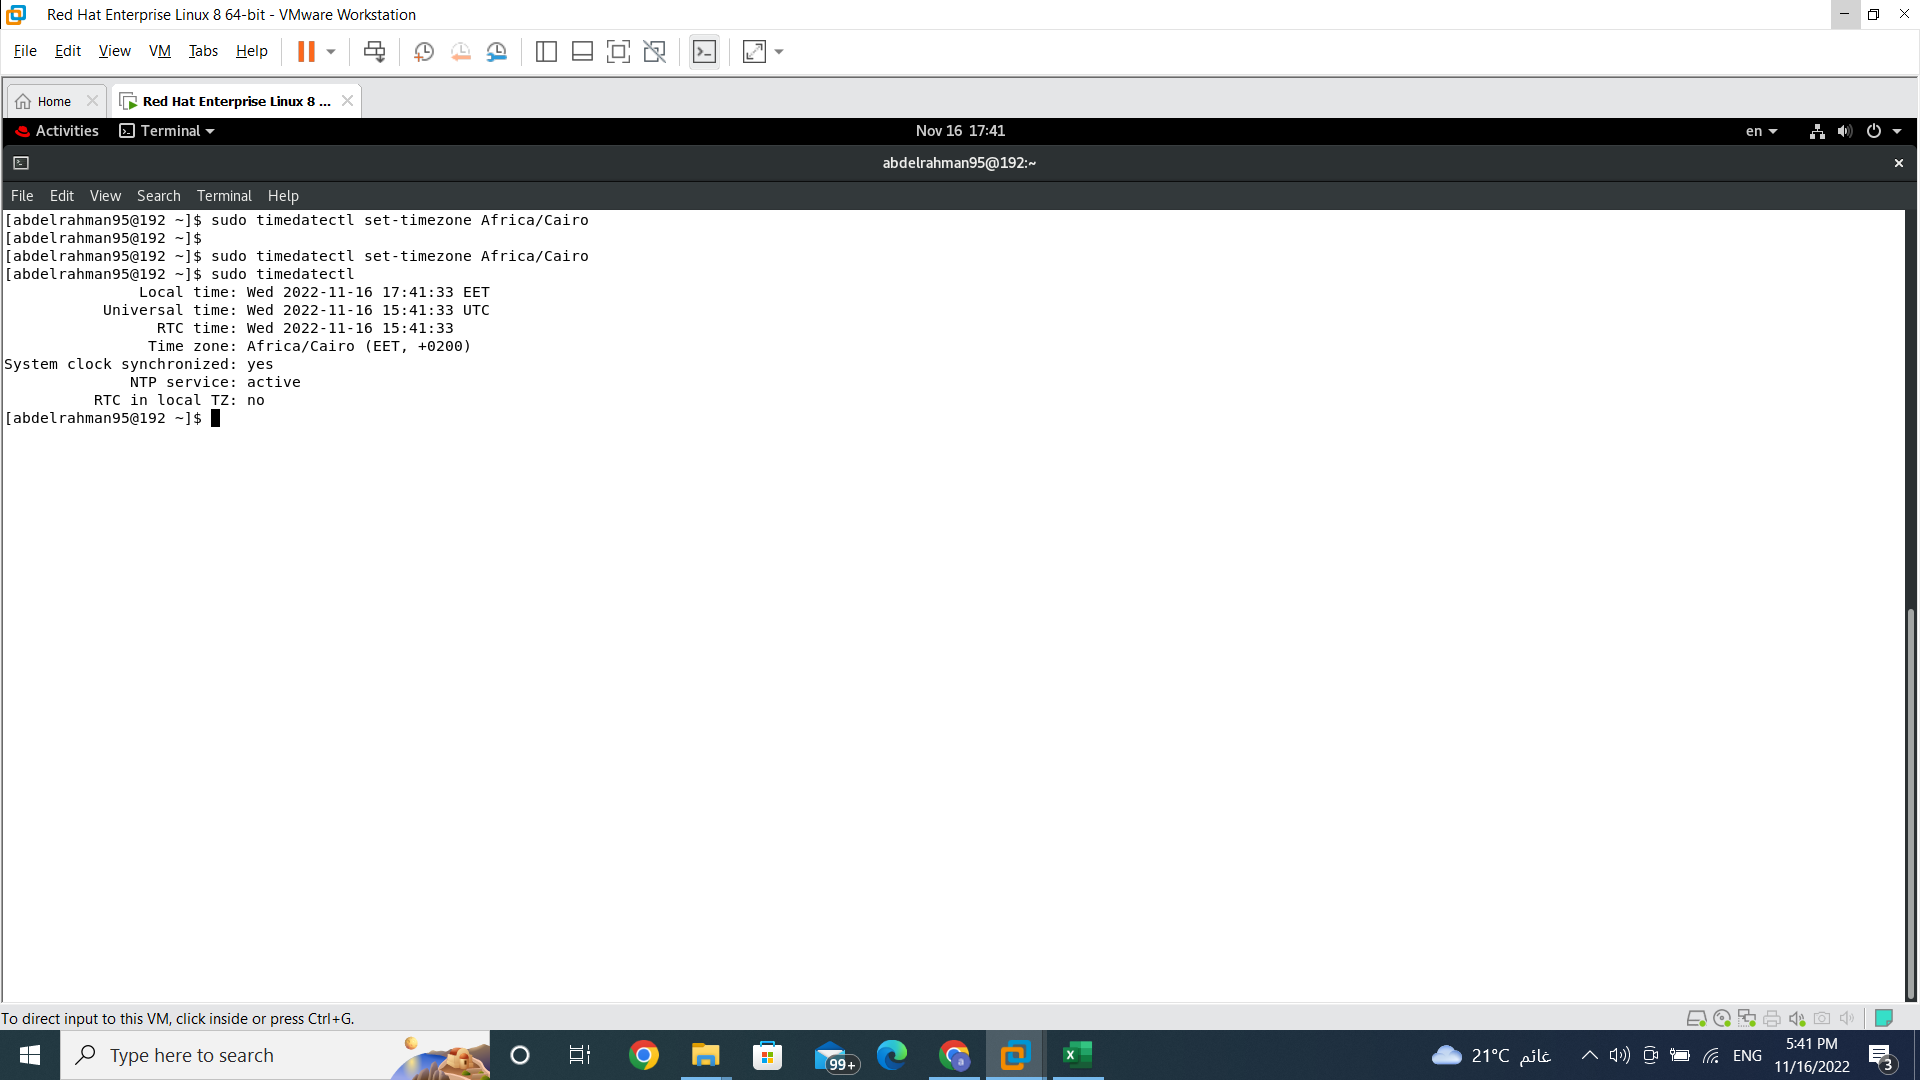 Red Hat Enterprise Linux 8 64-bit - VMware Workstation
File Edit View VM Tabs Help
Home Red Hat Enterprise Linux 8 ...
Activities Terminal Nov 16 17:41 en
abdelrahman95@192:~
File Edit View Search Terminal Help
[abdelrahman95@192 ~]$ sudo timedatectl set-timezone Africa/Cairo
[abdelrahman95@192 ~]$
[abdelrahman95@192 ~]$ sudo timedatectl set-timezone Africa/Cairo
[abdelrahman95@192 ~]$ sudo timedatectl
Local time: Wed 2022-11-16 17:41:33 EET
Universal time: Wed 2022-11-16 15:41:33 UTC
RTC time: Wed 2022-11-16 15:41:33
Time zone: Africa/Cairo (EET, +0200)
System clock synchronized: yes
NTP service: active
RTC in local TZ: no
[abdelrahman95@192 ~]$
To direct input to this VM, click inside or press Ctrl+G.
Type here to search 99+ a 21°C غائم ENG 5:41 PM
11/16/2022 3